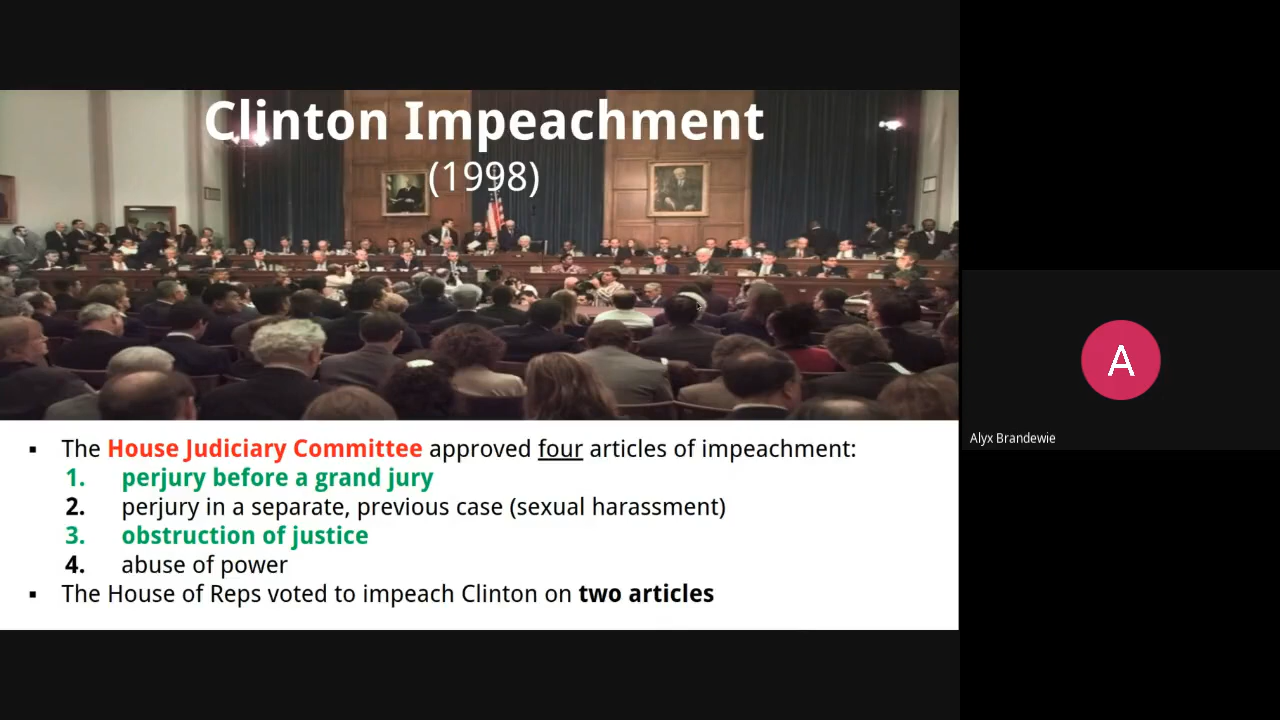 Clinton Impeachment
(1998)
▪ The House Judiciary Committee approved four articles of impeachment:
1. perjury before a grand jury
2. perjury in a separate, previous case (sexual harassment)
3. obstruction of justice
4. abuse of power
▪ The House of Reps voted to impeach Clinton on two articles
A
Alyx Brandewie